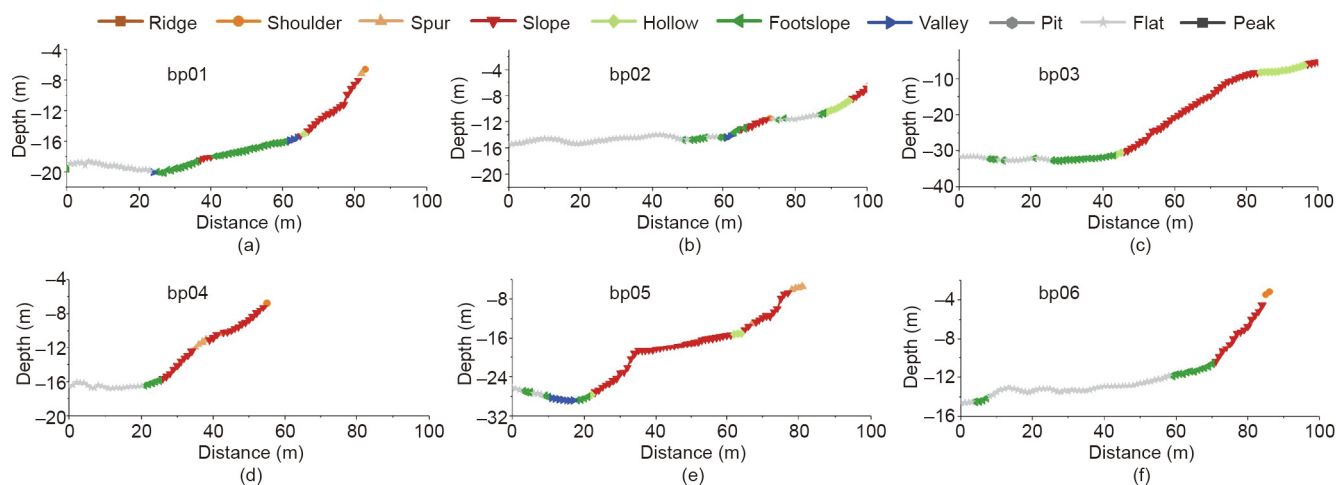 Ridge Shoulder Spur Slope Hollow Footslope Valley Pit Flat Peak
bp01
Depth (m)
–4
–8
–12
–16
–20
0 20 40 60 80 100
Distance (m)
(a)
bp02
Depth (m)
–4
–8
–12
–16
–22
0 20 40 60 80 100
Distance (m)
(b)
bp03
Depth (m)
–10
–20
–30
–40
0 20 40 60 80 100
Distance (m)
(c)
bp04
Depth (m)
–4
–8
–12
–16
–20
0 20 40 60 80 100
Distance (m)
(d)
bp05
Depth (m)
–8
–16
–24
–32
0 20 40 60 80 100
Distance (m)
(e)
bp06
Depth (m)
–4
–8
–12
–16
0 20 40 60 80 100
Distance (m)
(f)